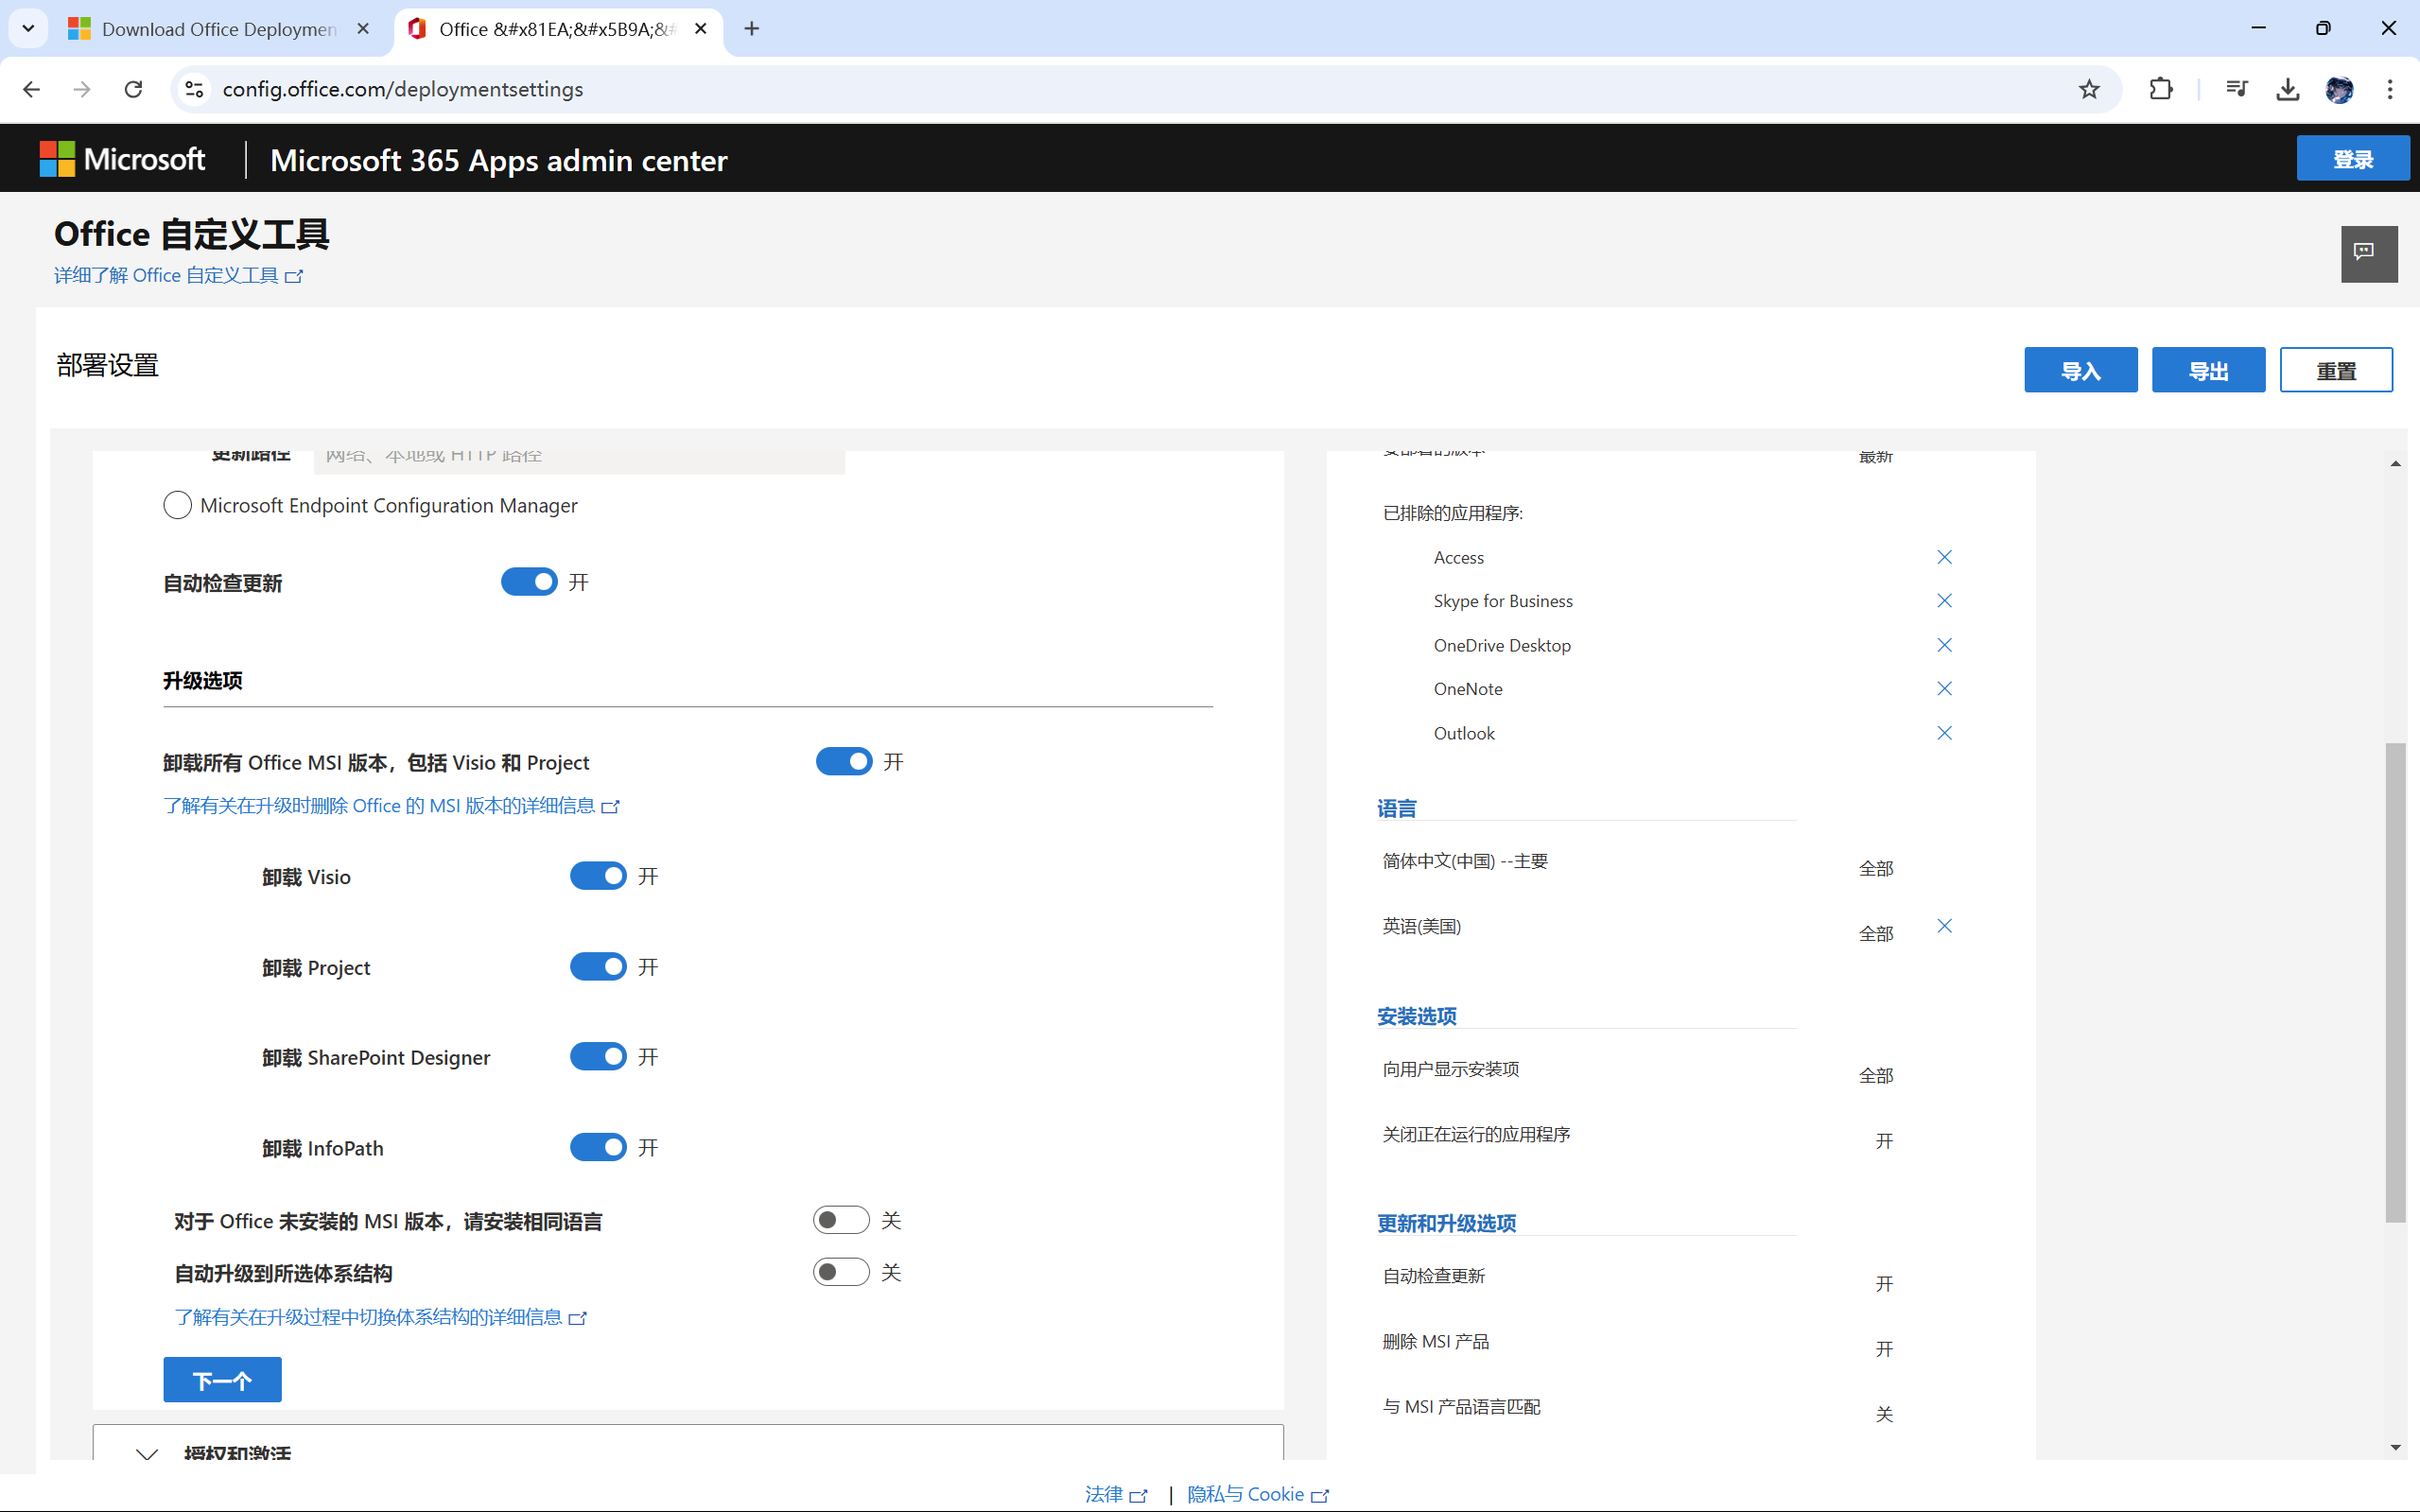 Download Office Deploymen
Office &#x81EA;&#x5B9A;&#
config.office.com/deploymentsettings
Microsoft
Microsoft 365 Apps admin center
登录
Office 自定义工具
详细了解 Office 自定义工具
部署设置
导入
导出
重置
更新路径
网络、本地或 HTTP 路径
Microsoft Endpoint Configuration Manager
自动检查更新
开
升级选项
卸载所有 Office MSI 版本，包括 Visio 和 Project
开
了解有关在升级时删除 Office 的 MSI 版本的详细信息
卸载 Visio
开
卸载 Project
开
卸载 SharePoint Designer
开
卸载 InfoPath
开
对于 Office 未安装的 MSI 版本，请安装相同语言
关
自动升级到所选体系结构
关
了解有关在升级过程中切换体系结构的详细信息
下一个
授权和激活
要部署的版本
最新
已排除的应用程序:
Access
Skype for Business
OneDrive Desktop
OneNote
Outlook
语言
简体中文(中国) --主要
全部
英语(美国)
全部
安装选项
向用户显示安装项
全部
关闭正在运行的应用程序
开
更新和升级选项
自动检查更新
开
删除 MSI 产品
开
与 MSI 产品语言匹配
关
法律 | 隐私与 Cookie